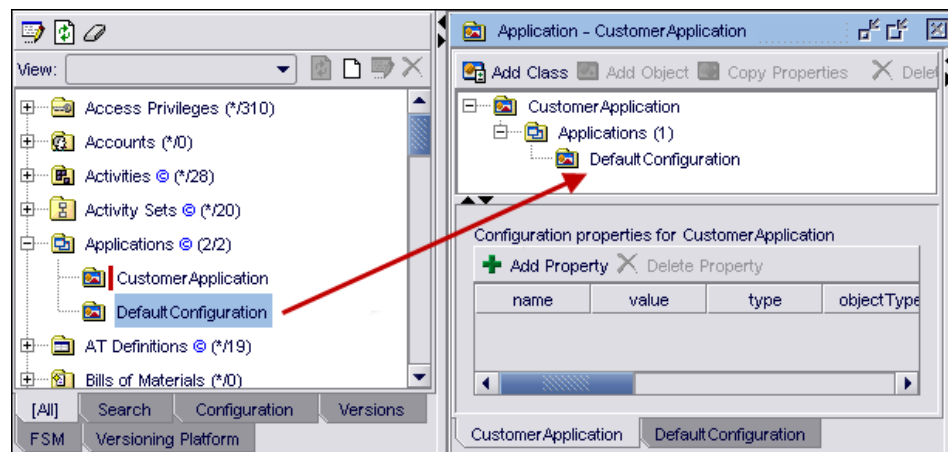 View:
Access Privileges (*/310)
Accounts (*/0)
Activities © (*/28)
Activity Sets © (*/20)
Applications © (2/2)
CustomerApplication
DefaultConfiguration
AT Definitions © (*/19)
Bills of Materials (*/0)
[All] Search Configuration Versions
FSM Versioning Platform
Application - CustomerApplication
Add Class Add Object Copy Properties Delet
CustomerApplication
Applications (1)
DefaultConfiguration
Configuration properties for CustomerApplication
Add Property Delete Property
name value type objectType
CustomerApplication DefaultConfiguration